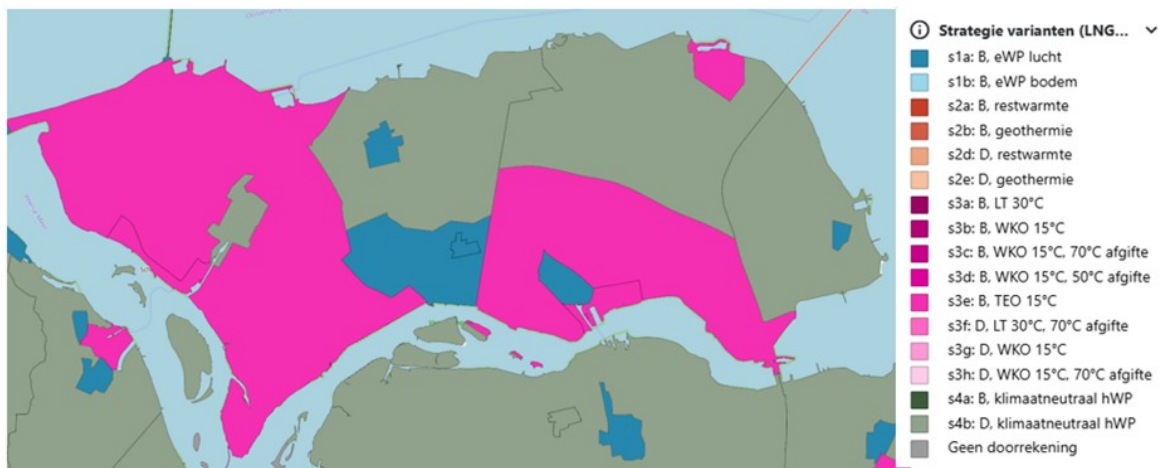 Strategie varianten (LNG...
s1a: B, eWP lucht
s1b: B, eWP bodem
s2a: B, restwarmte
s2b: B, geothermie
s2d: D, restwarmte
s2e: D, geothermie
s3a: B, LT 30°C
s3b: B, WKO 15°C
s3c: B, WKO 15°C, 70°C afgifte
s3d: B, WKO 15°C, 50°C afgifte
s3e: B, TEO 15°C
s3f: D, LT 30°C, 70°C afgifte
s3g: D, WKO 15°C
s3h: D, WKO 15°C, 70°C afgifte
s4a: B, klimaatneutraal hWP
s4b: D, klimaatneutraal hWP
Geen doorrekening